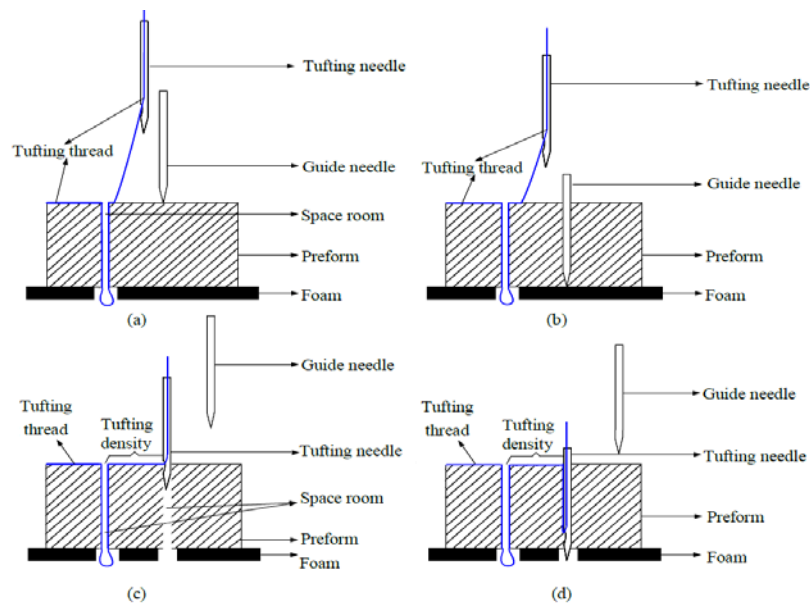 Tufting needle
Tufting thread
Guide needle
Space room
Preform
Foam
(a)
Tufting needle
Tufting thread
Guide needle
Preform
Foam
(b)
Guide needle
Tufting
thread
Tufting
density
Tufting needle
Space room
Preform
Foam
(c)
Guide needle
Tufting
thread
Tufting
density
Tufting needle
Preform
Foam
(d)